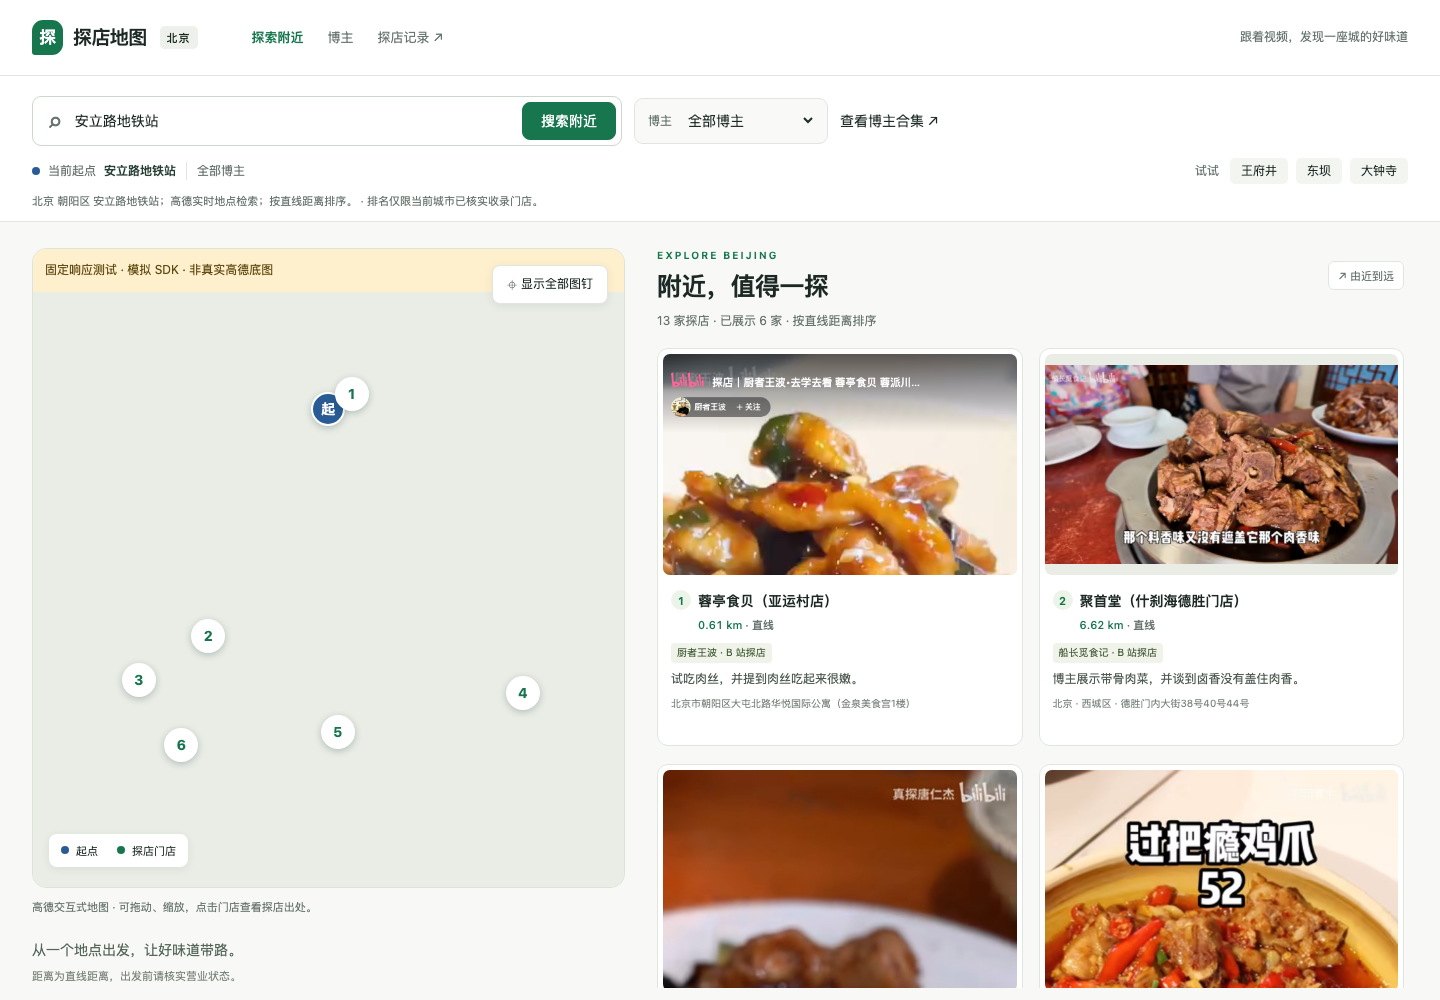 探 探店地图 北京 探索附近 博主 探店记录 ↗ 跟着视频，发现一座城的好味道
安立路地铁站 搜索附近 博主 全部博主 查看博主合集 ↗
当前起点 安立路地铁站 全部博主 试试 王府井 东坝 大钟寺
北京 朝阳区 安立路地铁站；高德实时地点检索；按直线距离排序。 · 排名仅限当前城市已核实收录门店。
固定响应测试 · 模拟 SDK · 非真实高德底图
显示全部图钉
起 1
2
3
4
5
6
起点 探店门店
高德交互式地图 · 可拖动、缩放，点击门店查看探店出处。
从一个地点出发，让好味道带路。
距离为直线距离，出发前请核实营业状态。
EXPLORE BEIJING
附近，值得一探
↗ 由近到远
13 家探店 · 已展示 6 家 · 按直线距离排序
bilibili 探店丨厨者王波·去学去看 蓉亭食贝 蓉派川...
厨者王波 + 关注
1 蓉亭食贝（亚运村店）
0.61 km · 直线
厨者王波 · B 站探店
试吃肉丝，并提到肉丝吃起来很嫩。
北京市朝阳区大屯北路华悦国际公寓（金泉美食宫1楼）
bilibili
那个料香味又没有遮盖它那个肉香味
2 聚首堂（什刹海德胜门店）
6.62 km · 直线
船长觅食记 · B 站探店
博主展示带骨肉菜，并谈到卤香没有盖住肉香。
北京 · 西城区 · 德胜门内大街38号40号44号
真探唐仁杰 bilibili
过把瘾鸡爪
52